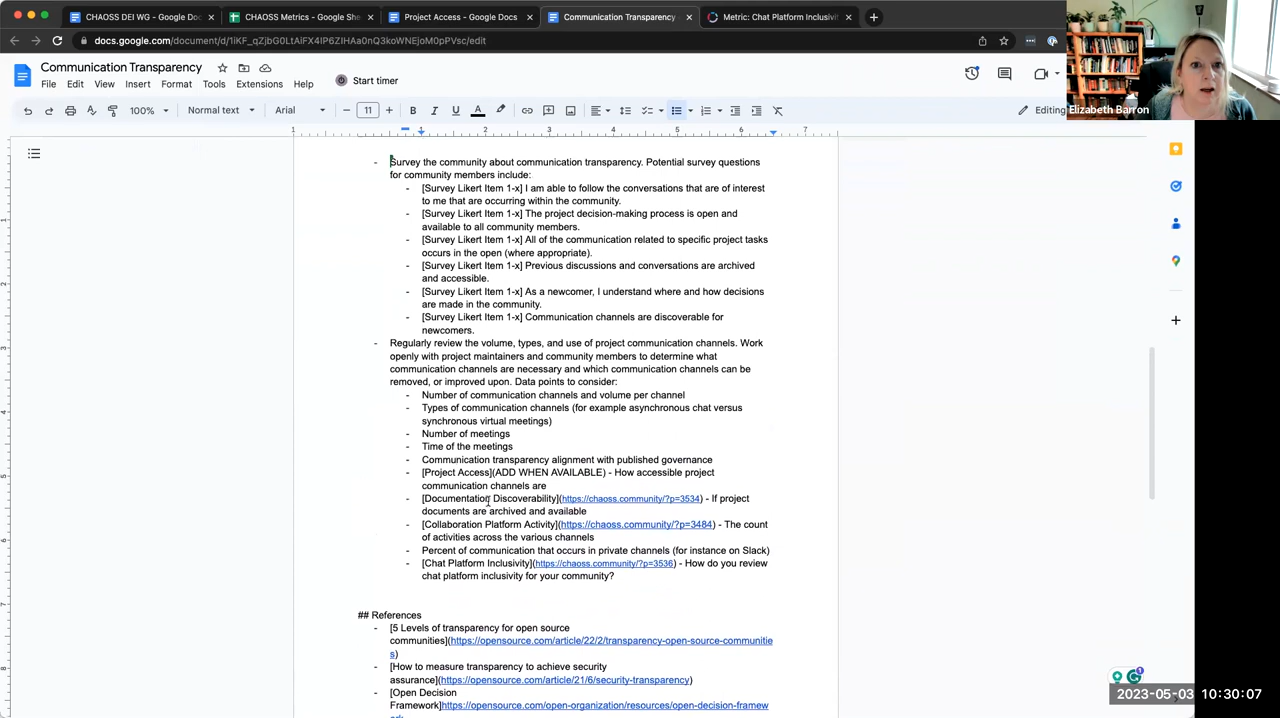 CHAOSS DEI WG - Google Doc
CHAOSS Metrics - Google She
Project Access - Google Docs
Communication Transparency
Metric: Chat Platform Inclusivi
docs.google.com/document/d/1iKF_qZjbG0LtAiFX4IP6ZIHAa0nQ3koWNEjoM0pPVsc/edit
Communication Transparency
File Edit View Insert Format Tools Extensions Help
Start timer
100% Normal text Arial 11 Editing
Elizabeth Barron
1 1 2 3 4 5 6 7
- Survey the community about communication transparency. Potential survey questions
for community members include:
- [Survey Likert Item 1-x] I am able to follow the conversations that are of interest
to me that are occurring within the community.
- [Survey Likert Item 1-x] The project decision-making process is open and
available to all community members.
- [Survey Likert Item 1-x] All of the communication related to specific project tasks
occurs in the open (where appropriate).
- [Survey Likert Item 1-x] Previous discussions and conversations are archived
and accessible.
- [Survey Likert Item 1-x] As a newcomer, I understand where and how decisions
are made in the community.
- [Survey Likert Item 1-x] Communication channels are discoverable for
newcomers.
- Regularly review the volume, types, and use of project communication channels. Work
openly with project maintainers and community members to determine what
communication channels are necessary and which communication channels can be
removed, or improved upon. Data points to consider:
- Number of communication channels and volume per channel
- Types of communication channels (for example asynchronous chat versus
synchronous virtual meetings)
- Number of meetings
- Time of the meetings
- Communication transparency alignment with published governance
- [Project Access](ADD WHEN AVAILABLE) - How accessible project
communication channels are
- [Documentation Discoverability](https://chaoss.community/?p=3534) - If project
documents are archived and available
- [Collaboration Platform Activity](https://chaoss.community/?p=3484) - The count
of activities across the various channels
- Percent of communication that occurs in private channels (for instance on Slack)
- [Chat Platform Inclusivity](https://chaoss.community/?p=3536) - How do you review
chat platform inclusivity for your community?
## References
- [5 Levels of transparency for open source
communities](https://opensource.com/article/22/2/transparency-open-source-communitie
s)
- [How to measure transparency to achieve security
assurance](https://opensource.com/article/21/6/security-transparency)
- [Open Decision
Framework]https://opensource.com/open-organization/resources/open-decision-framew
2023-05-03 10:30:07